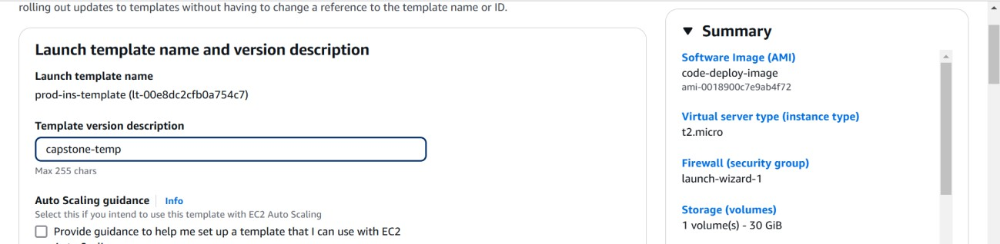 rolling out updates to templates without having to change a reference to the template name or ID.
Launch template name and version description
Launch template name
prod-ins-template (lt-00e8dc2cfb0a754c7)
Template version description
capstone-temp
Max 255 chars
Auto Scaling guidance Info
Select this if you intend to use this template with EC2 Auto Scaling
Provide guidance to help me set up a template that I can use with EC2
Summary
Software Image (AMI)
code-deploy-image
ami-0018900c7e9ab4f72
Virtual server type (instance type)
t2.micro
Firewall (security group)
launch-wizard-1
Storage (volumes)
1 volume(s) - 30 GiB